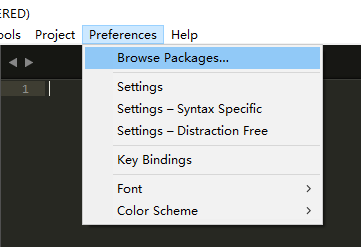 ERED)
ools Project Preferences Help
1
Browse Packages...
Settings
Settings – Syntax Specific
Settings – Distraction Free
Key Bindings
Font
Color Scheme